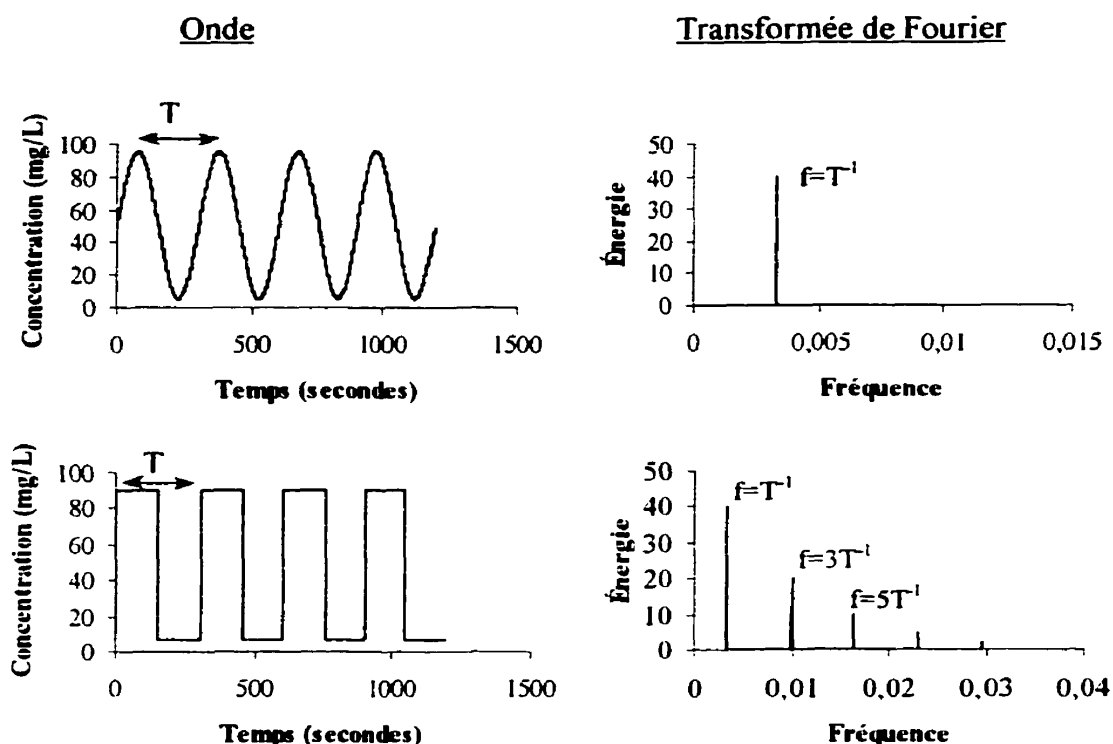 Onde
Transformée de Fourier
T
Concentration (mg/L)
100
80
60
40
20
0
0
500
1000
1500
Temps (secondes)
Énergie
50
40
30
20
10
0
f=T⁻¹
0
0,005
0,01
0,015
Fréquence
T
Concentration (mg/L)
100
80
60
40
20
0
0
500
1000
1500
Temps (secondes)
Énergie
50
40
30
20
10
0
f=T⁻¹
f=3T⁻¹
f=5T⁻¹
0
0,01
0,02
0,03
0,04
Fréquence